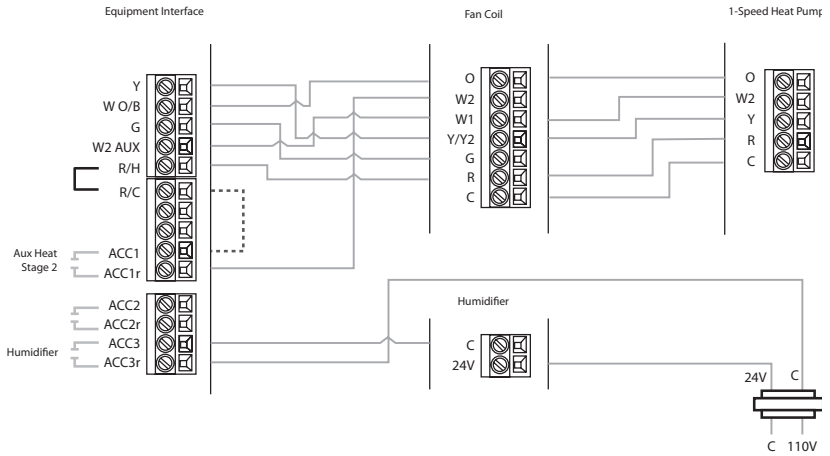 Equipment Interface
Fan Coil
1-Speed Heat Pump
Y
W O/B
G
W2 AUX
R/H
R/C
Aux Heat
Stage 2
ACC1
ACC1r
ACC2
ACC2r
Humidifier
ACC3
ACC3r
O
W2
W1
Y/Y2
G
R
C
O
W2
Y
R
C
Humidifier
C
24V
24V
C
C
110V